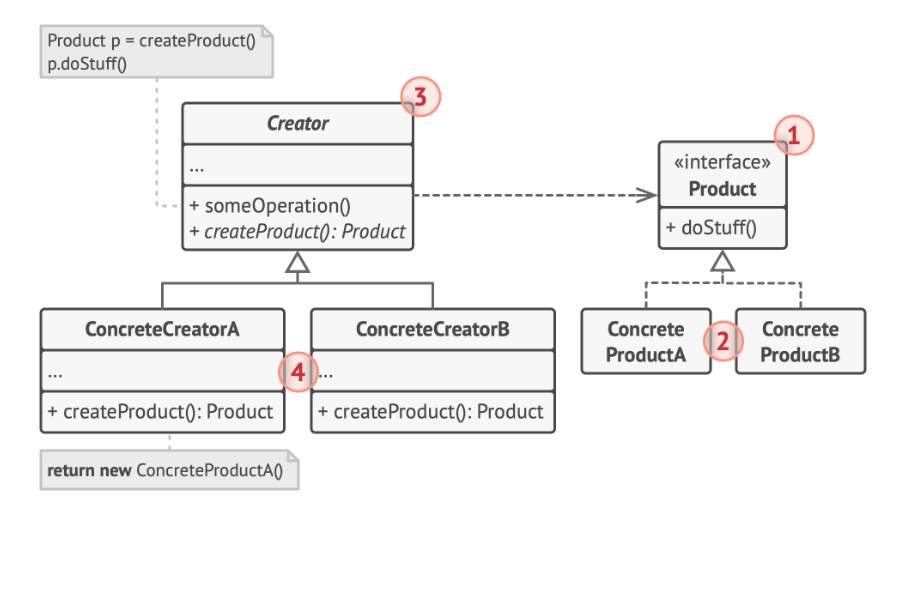 Product p = createProduct()
p.doStuff()
3
Creator
...
+ someOperation()
+ createProduct(): Product
1
«interface»
Product
+ doStuff()
ConcreteCreatorA
...
+ createProduct(): Product
4
ConcreteCreatorB
...
+ createProduct(): Product
Concrete
ProductA
2
Concrete
ProductB
return new ConcreteProductA()